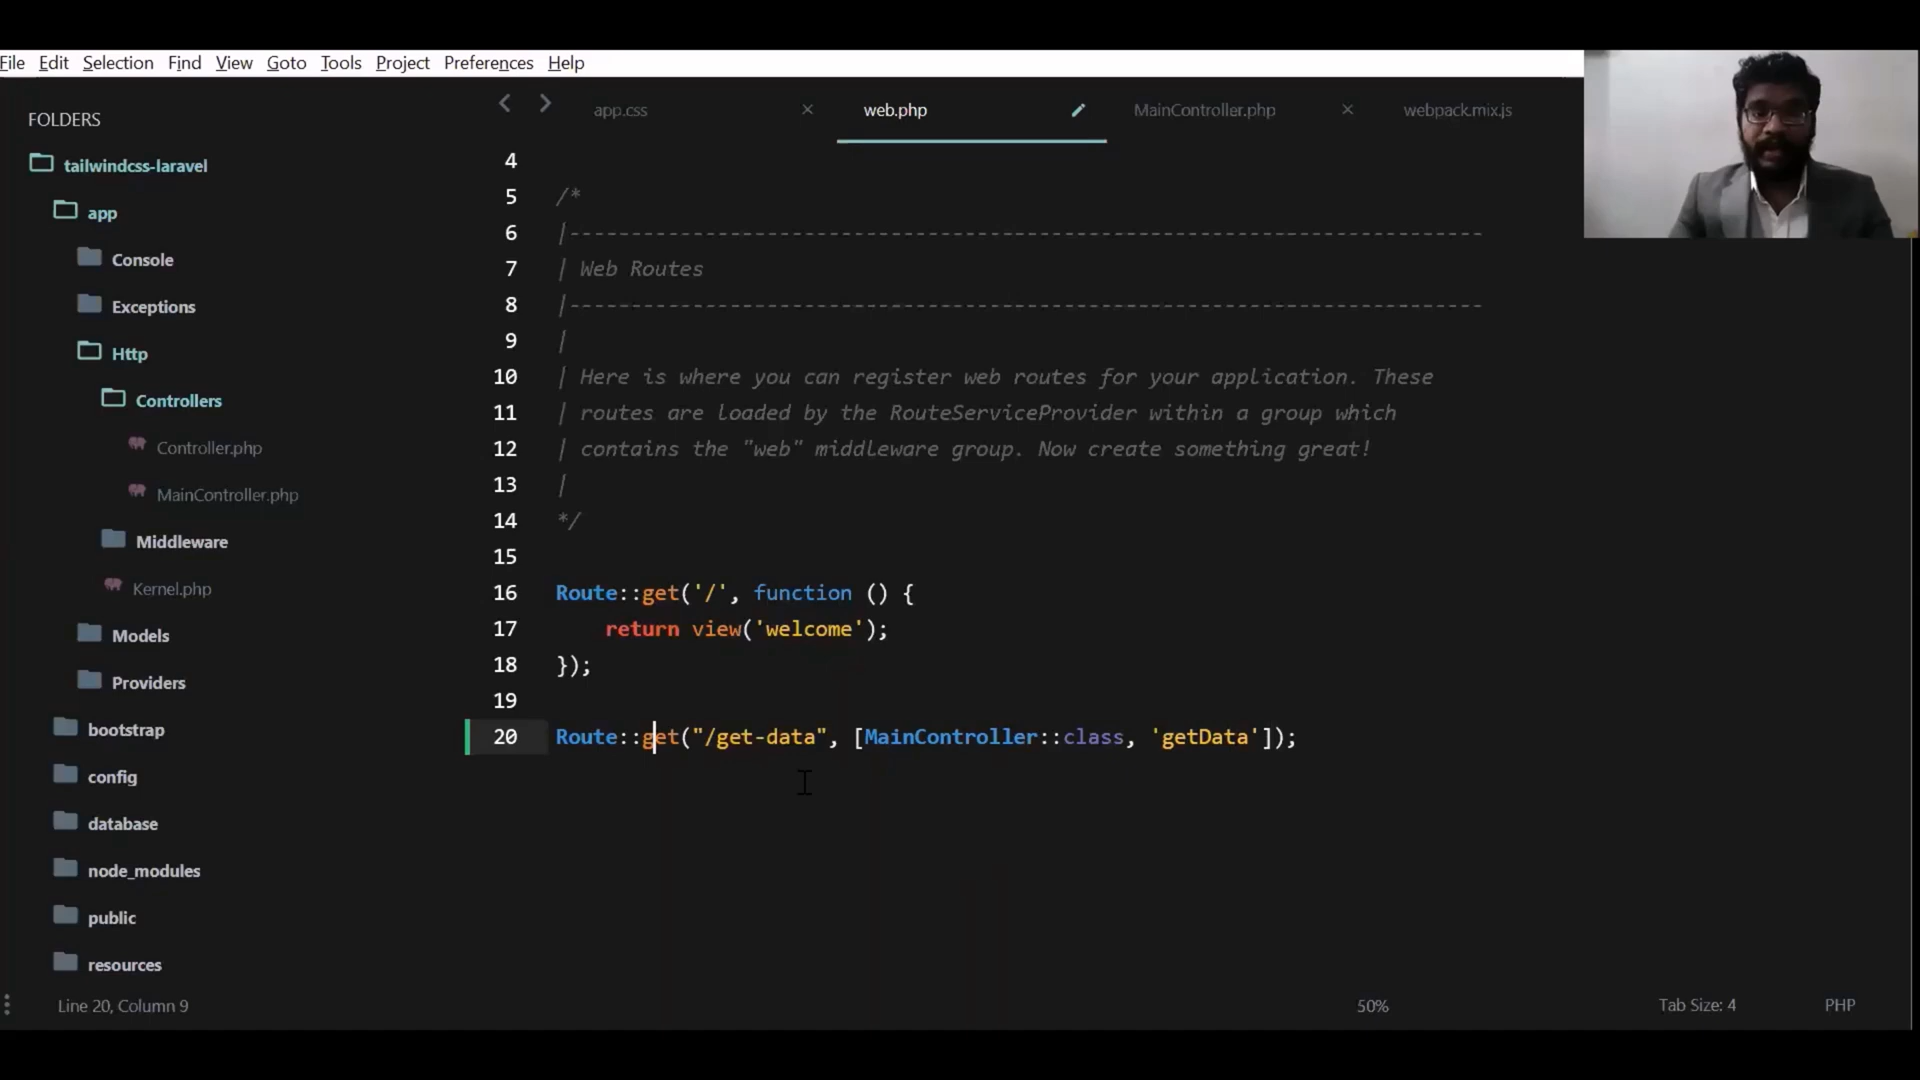 File Edit Selection Find View Goto Tools Project Preferences Help
FOLDERS
tailwindcss-laravel
app
Console
Exceptions
Http
Controllers
Controller.php
MainController.php
Middleware
Kernel.php
Models
Providers
bootstrap
config
database
node_modules
public
resources
app.css × web.php MainController.php × webpack.mix.js
4
5 /*
6 |--------------------------------------------------------------------------
7 | Web Routes
8 |--------------------------------------------------------------------------
9 |
10 | Here is where you can register web routes for your application. These
11 | routes are loaded by the RouteServiceProvider within a group which
12 | contains the "web" middleware group. Now create something great!
13 |
14 */
15
16 Route::get('/', function () {
17     return view('welcome');
18 });
19
20 Route::get("/get-data", [MainController::class, 'getData']);
Line 20, Column 9 50% Tab Size: 4 PHP